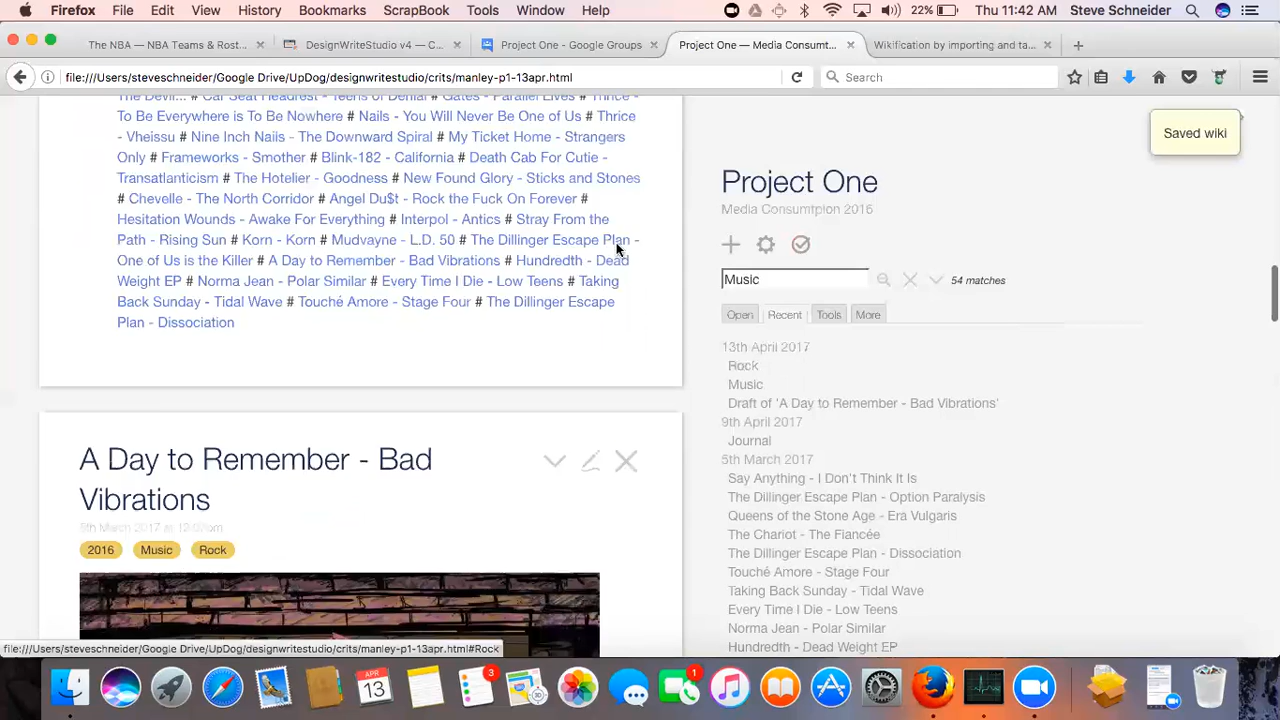 Firefox File Edit View History Bookmarks ScrapBook Tools Window Help 22% Thu 11:42 AM Steve Schneider
The NBA — NBA Teams & Rost... DesignWriteStudio v4 — C... Project One - Google Groups Project One — Media Consumt... Wikification by importing and ta...
file:///Users/steveschneider/Google Drive/UpDog/designwritestudio/crits/manley-p1-13apr.html Search
The Devil... # Car Seat Headrest - Teens of Denial # Gates - Parallel Lives # Thrice -
To Be Everywhere is To Be Nowhere # Nails - You Will Never Be One of Us # Thrice
- Vheissu # Nine Inch Nails - The Downward Spiral # My Ticket Home - Strangers
Only # Frameworks - Smother # Blink-182 - California # Death Cab For Cutie -
Transatlanticism # The Hotelier - Goodness # New Found Glory - Sticks and Stones
# Chevelle - The North Corridor # Angel Du$t - Rock the Fuck On Forever #
Hesitation Wounds - Awake For Everything # Interpol - Antics # Stray From the
Path - Rising Sun # Korn - Korn # Mudvayne - L.D. 50 # The Dillinger Escape Plan -
One of Us is the Killer # A Day to Remember - Bad Vibrations # Hundredth - Dead
Weight EP # Norma Jean - Polar Similar # Every Time I Die - Low Teens # Taking
Back Sunday - Tidal Wave # Touché Amore - Stage Four # The Dillinger Escape
Plan - Dissociation
A Day to Remember - Bad
Vibrations
5th March 2017 at 12:02pm
2016 Music Rock
file:///Users/steveschneider/Google Drive/UpDog/designwritestudio/crits/manley-p1-13apr.html#Rock
Saved wiki
Project One
Media Consumtpion 2016
Music 54 matches
Open Recent Tools More
13th April 2017
Rock
Music
Draft of 'A Day to Remember - Bad Vibrations'
9th April 2017
Journal
5th March 2017
Say Anything - I Don't Think It Is
The Dillinger Escape Plan - Option Paralysis
Queens of the Stone Age - Era Vulgaris
The Chariot - The Fiancée
The Dillinger Escape Plan - Dissociation
Touché Amore - Stage Four
Taking Back Sunday - Tidal Wave
Every Time I Die - Low Teens
Norma Jean - Polar Similar
Hundredth - Dead Weight EP
APR
13
3
1